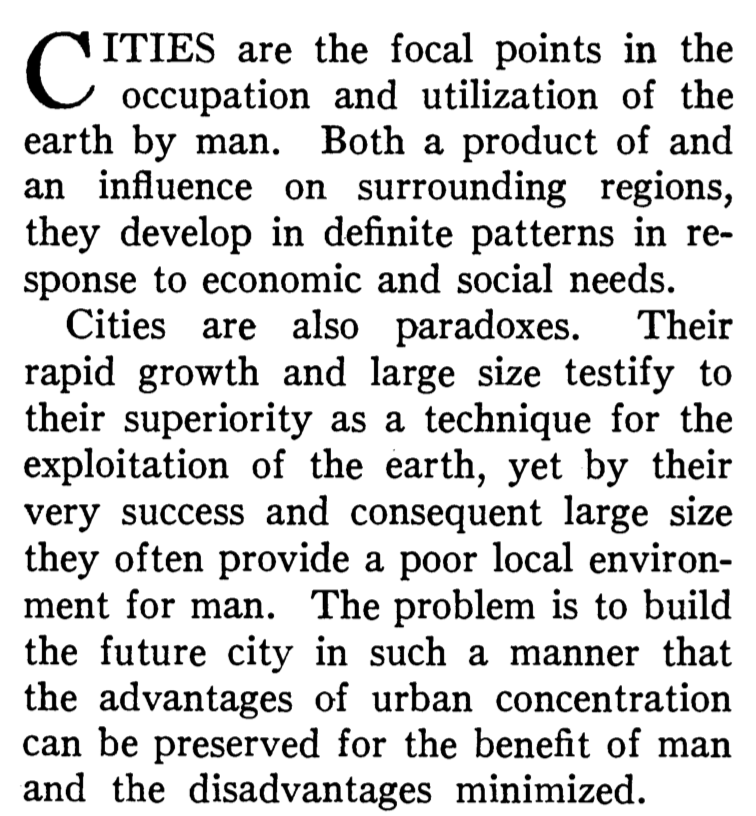 CITIES are the focal points in the
occupation and utilization of the
earth by man. Both a product of and
an influence on surrounding regions,
they develop in definite patterns in re-
sponse to economic and social needs.
Cities are also paradoxes. Their
rapid growth and large size testify to
their superiority as a technique for the
exploitation of the earth, yet by their
very success and consequent large size
they often provide a poor local environ-
ment for man. The problem is to build
the future city in such a manner that
the advantages of urban concentration
can be preserved for the benefit of man
and the disadvantages minimized.